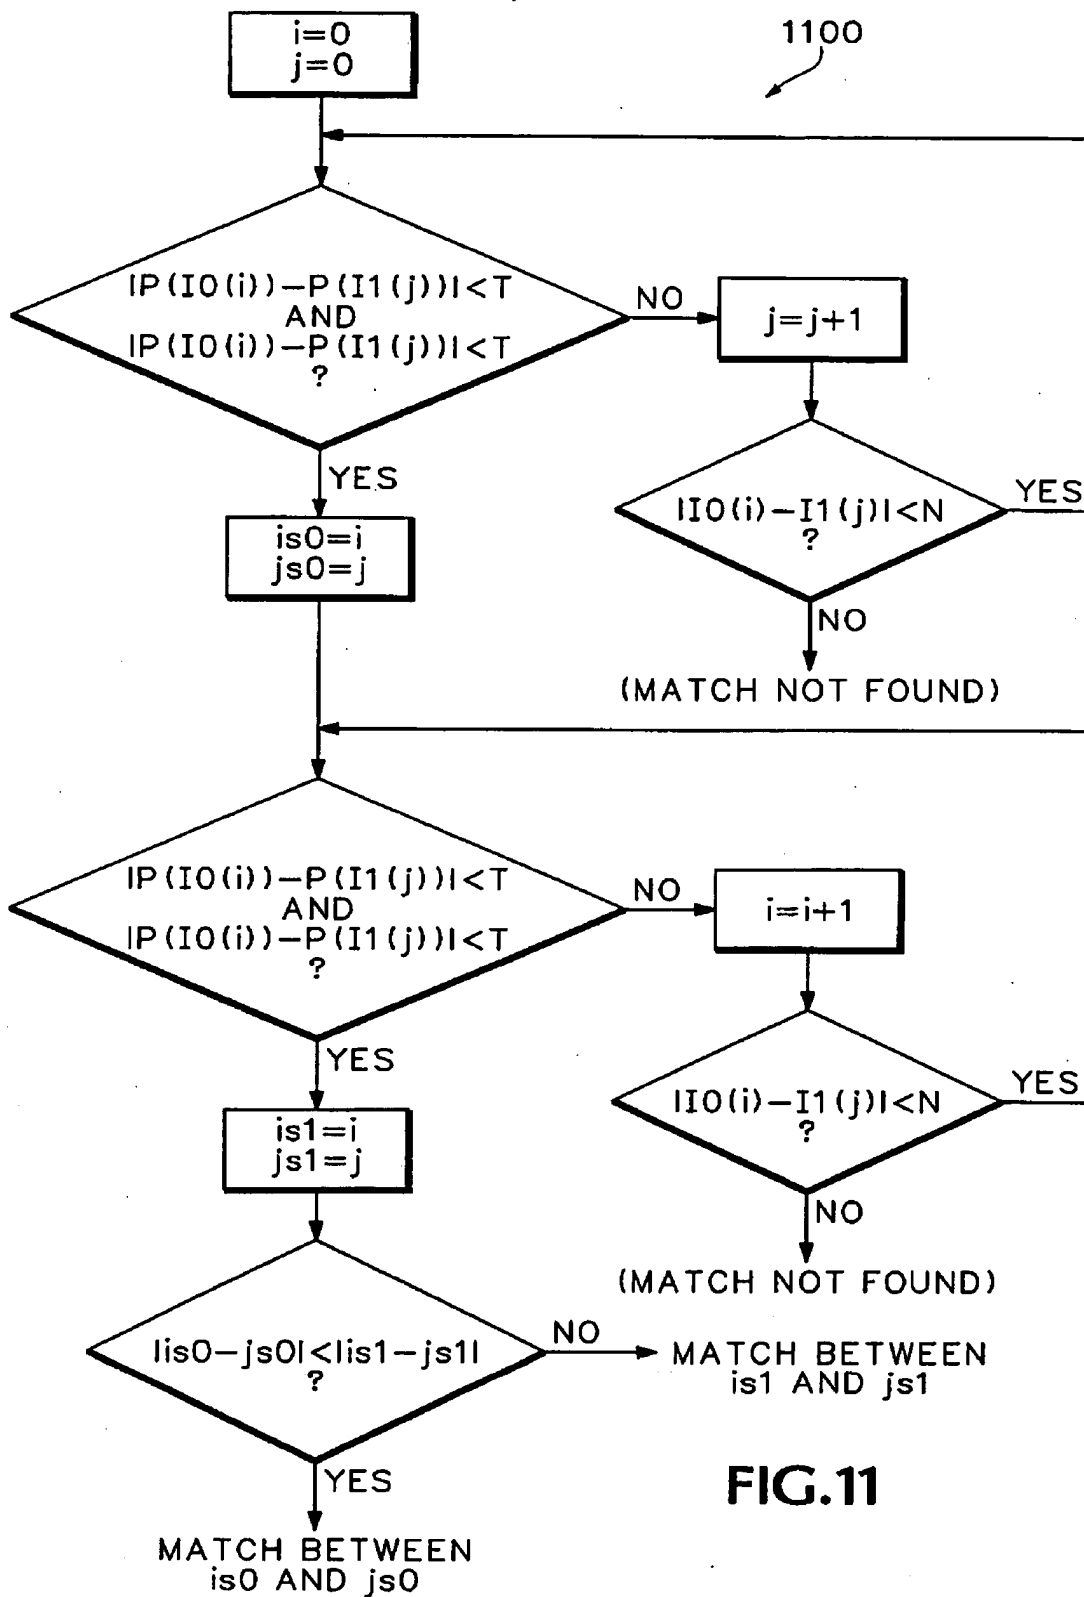 i=0
j=0
1100
|P(I0(i))-P(I1(j))|<T
AND
|P(I0(i))-P(I1(j))|<T
?
NO
j=j+1
YES
|I0(i)-I1(j)|<N
?
YES
is0=i
js0=j
NO
(MATCH NOT FOUND)
|P(I0(i))-P(I1(j))|<T
AND
|P(I0(i))-P(I1(j))|<T
?
NO
i=i+1
YES
|I0(i)-I1(j)|<N
?
YES
is1=i
js1=j
NO
(MATCH NOT FOUND)
|is0-js0|<|is1-js1|
?
NO
MATCH BETWEEN
is1 AND js1
YES
MATCH BETWEEN
is0 AND js0
FIG.11